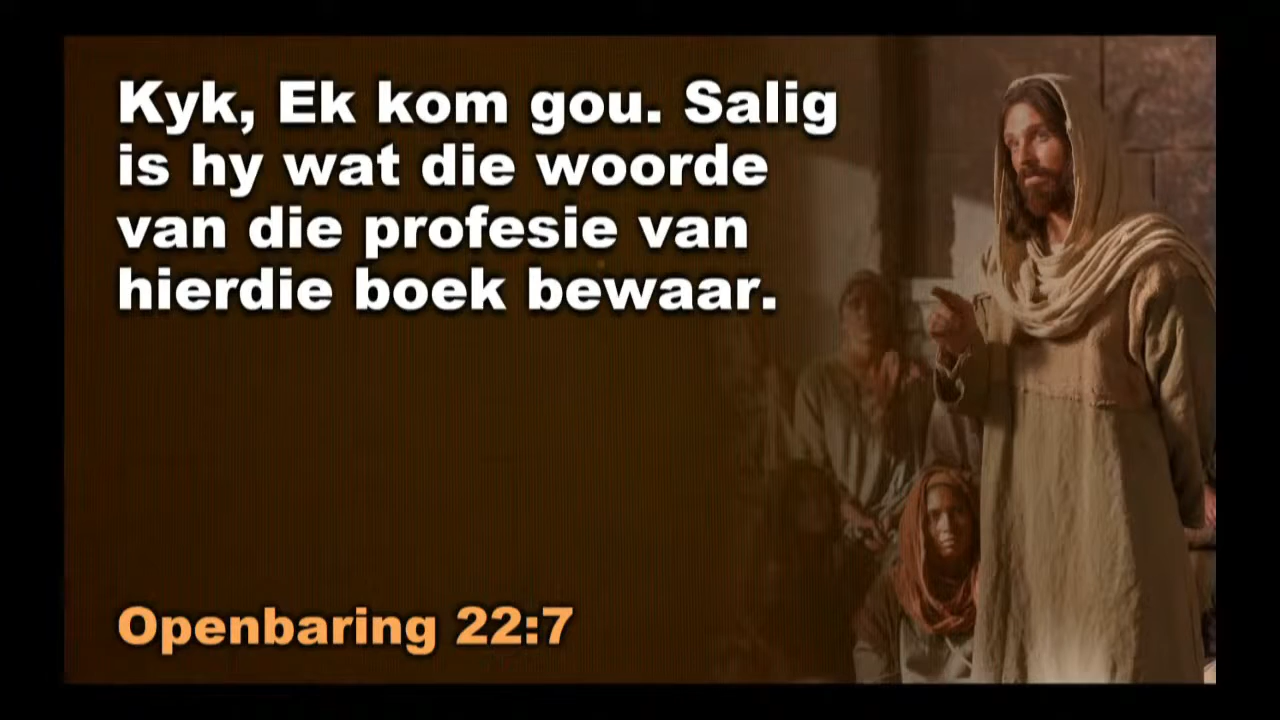 Kyk, Ek kom gou. Salig
is hy wat die woorde
van die profesie van
hierdie boek bewaar.
Openbaring 22:7